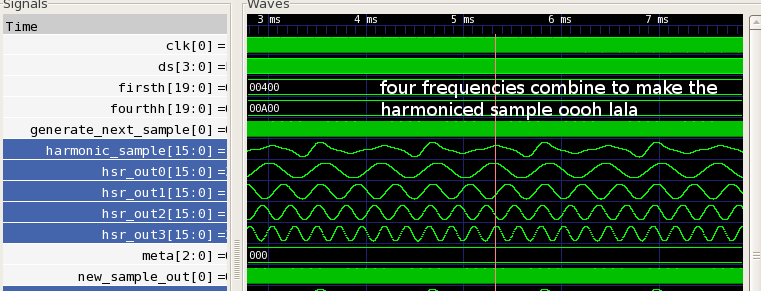 Signals
Waves
Time
3 ms 4 ms 5 ms 6 ms 7 ms
clk[0] =
ds[3:0] =
firsth[19:0] =
00400
four frequencies combine to make the
fourthh[19:0] =
00A00
harmoniced sample oooh lala
generate_next_sample[0] =
harmonic_sample[15:0] =
hsr_out0[15:0] =
hsr_out1[15:0] =
hsr_out2[15:0] =
hsr_out3[15:0] =
meta[2:0] =
000
new_sample_out[0] =